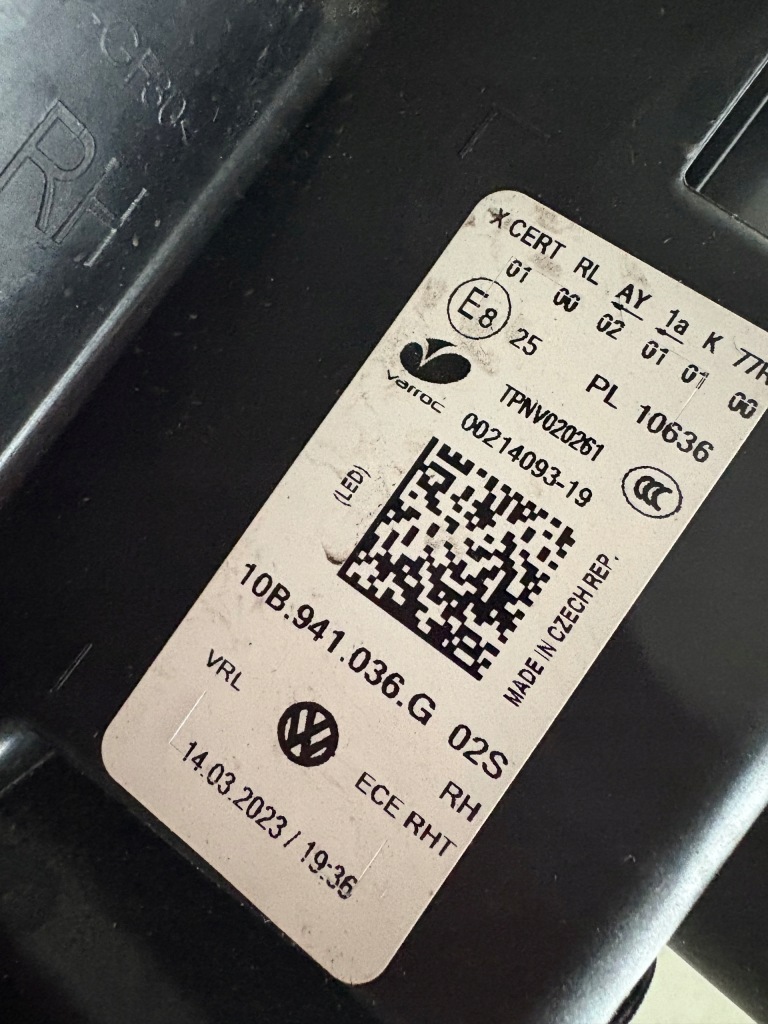 RH
X CERT RL AY 1a K 77R
01 00 02 01 01 00
E8 25 PL 10636
varroc
TPNV020261
00214093-19
CCC
(LED)
MADE IN CZECH REP.
10B.941.036.G 02S
VRL RH
ECE RHT
14.03.2023 / 19:36